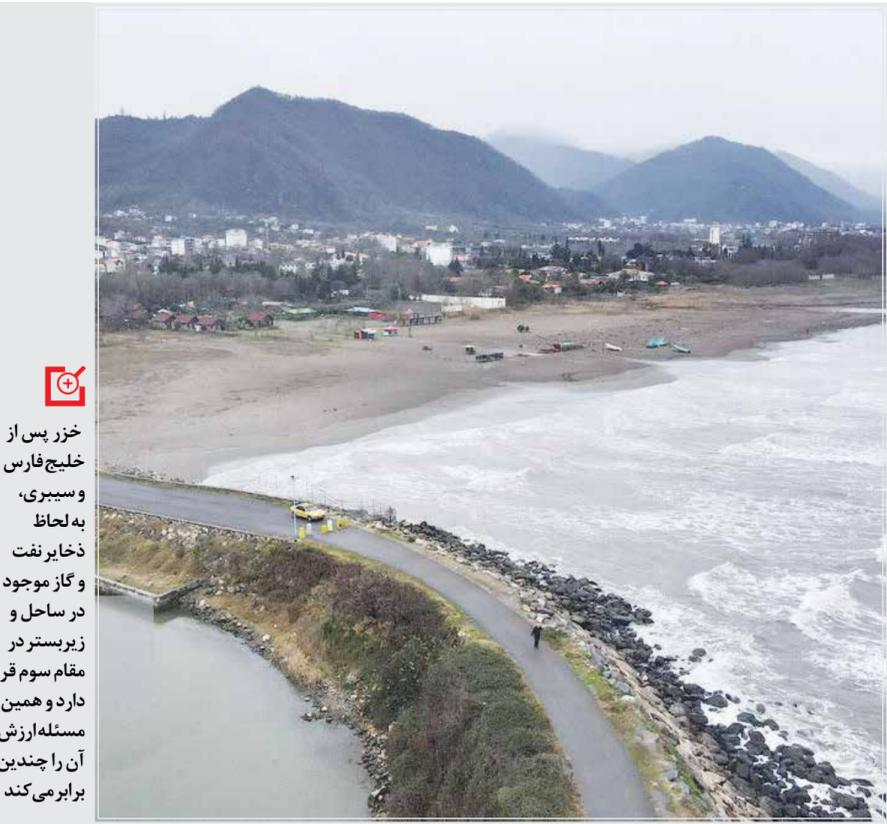 خزر پس از
خلیج‌فارس
و سیبری،
به لحاظ
ذخایر نفت
و گاز موجود
در ساحل و
زیربستر در
مقام سوم قر
دارد و همین
مسئله ارزش
آن را چندین
برابر می‌کند